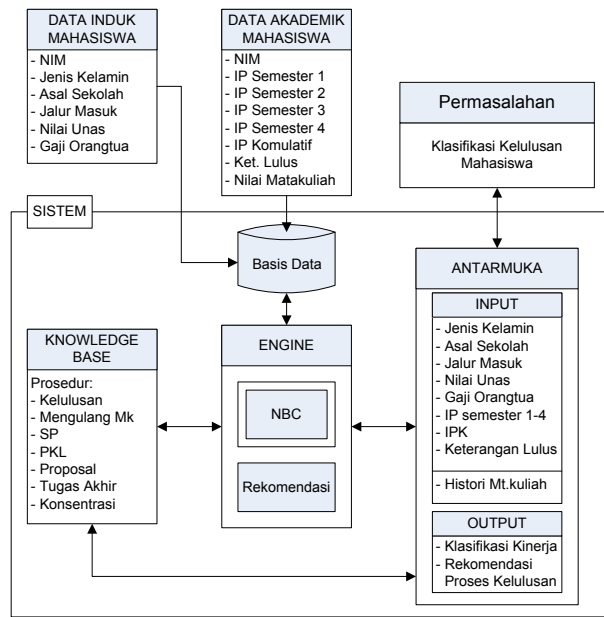 DATA INDUK
MAHASISWA
- NIM
- Jenis Kelamin
- Asal Sekolah
- Jalur Masuk
- Nilai Unas
- Gaji Orangtua
DATA AKADEMIK
MAHASISWA
- NIM
- IP Semester 1
- IP Semester 2
- IP Semester 3
- IP Semester 4
- IP Komulatif
- Ket. Lulus
- Nilai Matakuliah
Permasalahan
Klasifikasi Kelulusan
Mahasiswa
SISTEM
Basis Data
KNOWLEDGE
BASE
Prosedur:
- Kelulusan
- Mengulang Mk
- SP
- PKL
- Proposal
- Tugas Akhir
- Konsentrasi
ENGINE
NBC
Rekomendasi
ANTARMUKA
INPUT
- Jenis Kelamin
- Asal Sekolah
- Jalur Masuk
- Nilai Unas
- Gaji Orangtua
- IP semester 1-4
- IPK
- Keterangan Lulus
- Histori Mt.kuliah
OUTPUT
- Klasifikasi Kinerja
- Rekomendasi
Proses Kelulusan